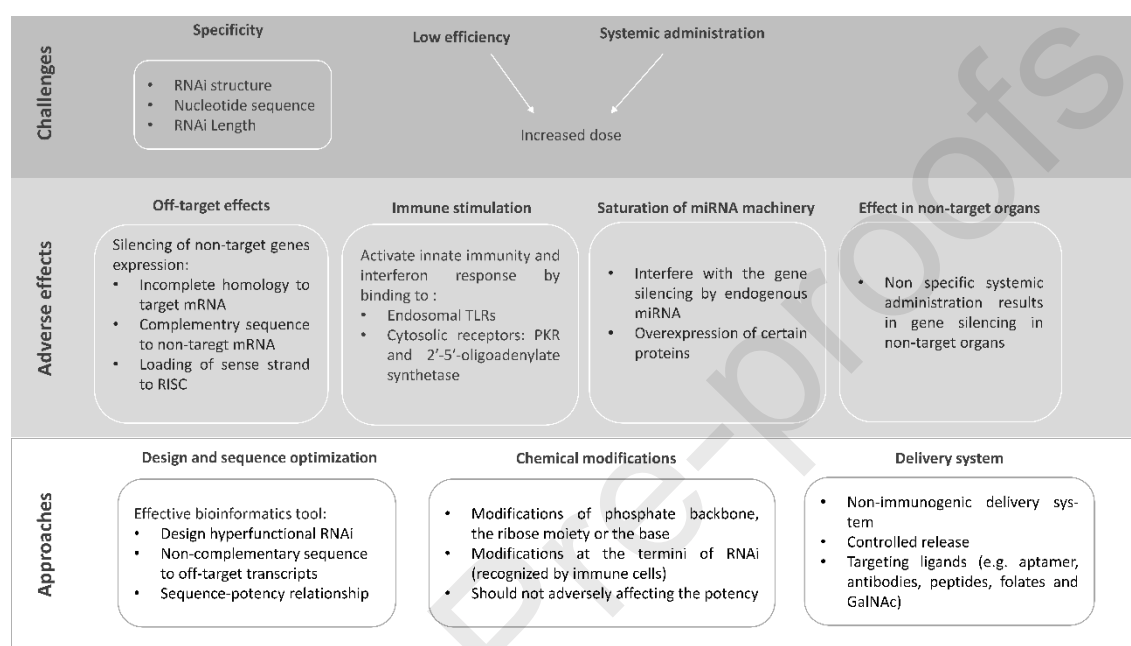 Challenges
Specificity
• RNAi structure
• Nucleotide sequence
• RNAi Length
Low efficiency
Systemic administration
Increased dose
Adverse effects
Off-target effects
Silencing of non-target genes
expression:
• Incomplete homology to
target mRNA
• Complementry sequence
to non-taregt mRNA
• Loading of sense strand
to RISC
Immune stimulation
Activate innate immunity and
interferon response by
binding to :
• Endosomal TLRs
• Cytosolic receptors: PKR
and 2’-5’-oligoadenylate
synthetase
Saturation of miRNA machinery
• Interfere with the gene
silencing by endogenous
miRNA
• Overexpression of certain
proteins
Effect in non-target organs
• Non specific systemic
administration results
in gene silencing in
non-target organs
Approaches
Design and sequence optimization
Effective bioinformatics tool:
• Design hyperfunctional RNAi
• Non-complementary sequence
to off-target transcripts
• Sequence-potency relationship
Chemical modifications
• Modifications of phosphate backbone,
the ribose moiety or the base
• Modifications at the termini of RNAi
(recognized by immune cells)
• Should not adversely affecting the potency
Delivery system
• Non-immunogenic delivery sys-
tem
• Controlled release
• Targeting ligands (e.g. aptamer,
antibodies, peptides, folates and
GalNAc)
Pre-proofs